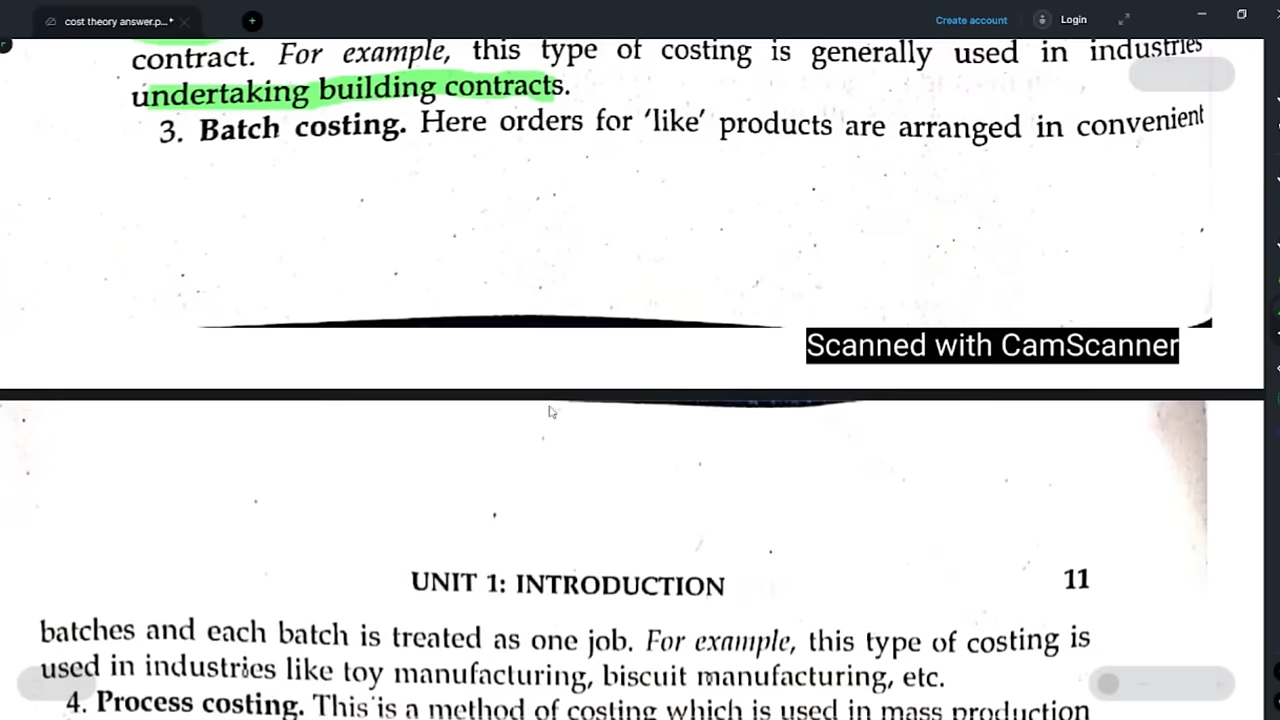 cost theory answer.p...*
Create account
Login
contract. For example, this type of costing is generally used in industries
undertaking building contracts.
3. Batch costing. Here orders for 'like' products are arranged in convenient
Scanned with CamScanner
UNIT 1: INTRODUCTION 11
batches and each batch is treated as one job. For example, this type of costing is
used in industries like toy manufacturing, biscuit manufacturing, etc.
4. Process costing. This is a method of costing which is used in mass production